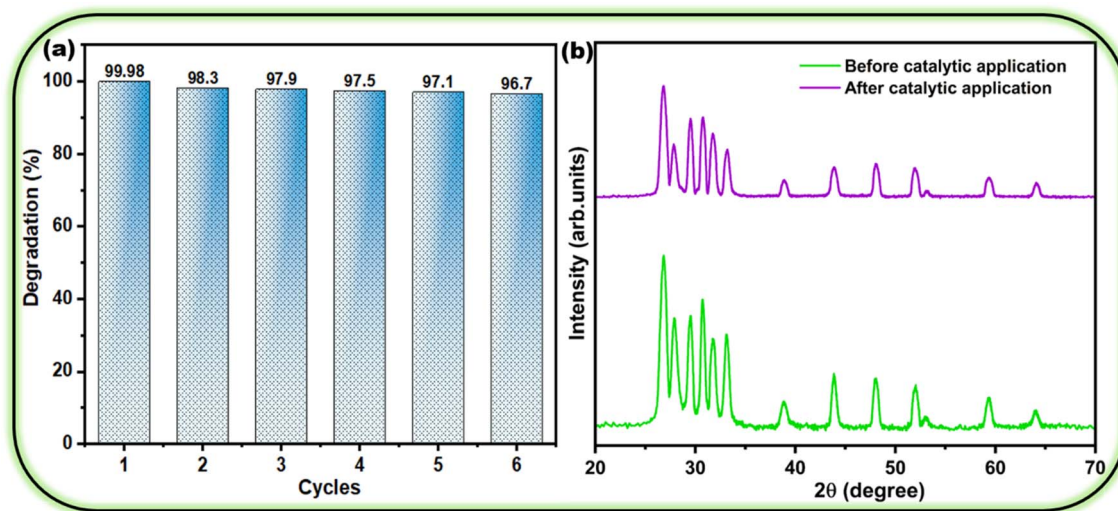 (a)
Degradation (%)
100
80
60
40
20
0
99.98
98.3
97.9
97.5
97.1
96.7
1 2 3 4 5 6
Cycles
(b)
Before catalytic application
After catalytic application
Intensity (arb.units)
20 30 40 50 60 70
2θ (degree)